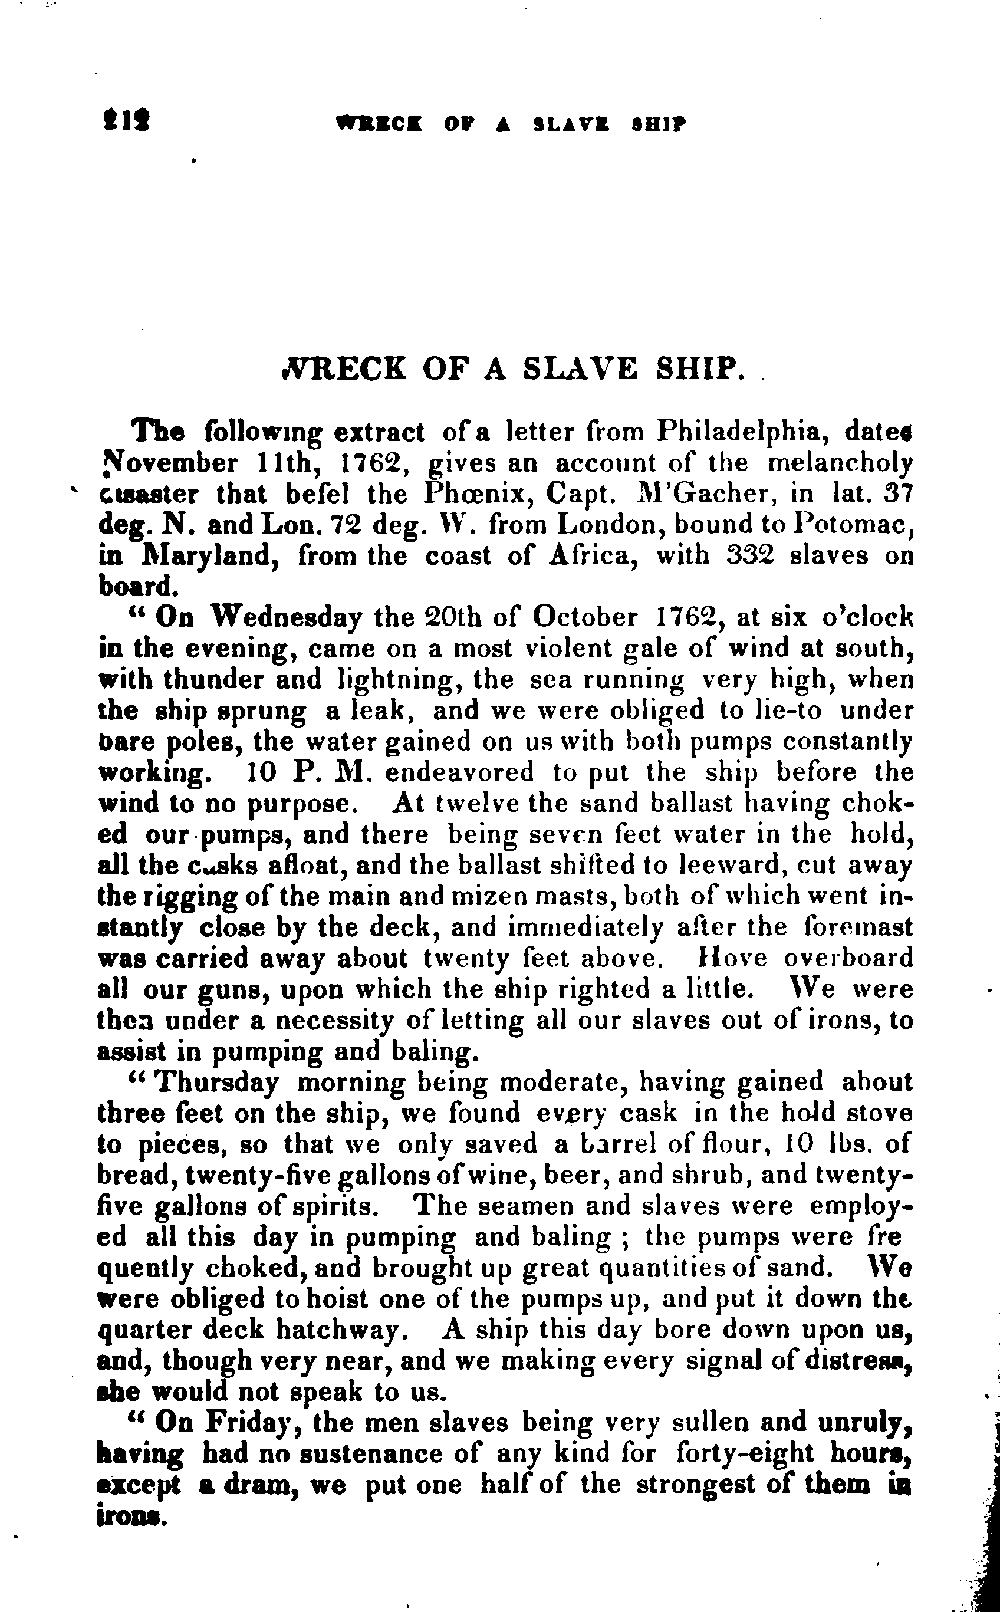 212 WRECK OF A SLAVE SHIP
WRECK OF A SLAVE SHIP.
The following extract of a letter from Philadelphia, dated
November 11th, 1762, gives an account of the melancholy
disaster that befel the Phœnix, Capt. M'Gacher, in lat. 37
deg. N. and Lon. 72 deg. W. from London, bound to Potomac,
in Maryland, from the coast of Africa, with 332 slaves on
board.
“ On Wednesday the 20th of October 1762, at six o'clock
in the evening, came on a most violent gale of wind at south,
with thunder and lightning, the sea running very high, when
the ship sprung a leak, and we were obliged to lie-to under
bare poles, the water gained on us with both pumps constantly
working. 10 P. M. endeavored to put the ship before the
wind to no purpose. At twelve the sand ballast having chok-
ed our pumps, and there being seven feet water in the hold,
all the casks afloat, and the ballast shifted to leeward, cut away
the rigging of the main and mizen masts, both of which went in-
stantly close by the deck, and immediately after the foremast
was carried away about twenty feet above. Hove overboard
all our guns, upon which the ship righted a little. We were
then under a necessity of letting all our slaves out of irons, to
assist in pumping and baling.
“ Thursday morning being moderate, having gained about
three feet on the ship, we found every cask in the hold stove
to pieces, so that we only saved a barrel of flour, 10 lbs. of
bread, twenty-five gallons of wine, beer, and shrub, and twenty-
five gallons of spirits. The seamen and slaves were employ-
ed all this day in pumping and baling ; the pumps were fre
quently choked, and brought up great quantities of sand. We
were obliged to hoist one of the pumps up, and put it down the
quarter deck hatchway. A ship this day bore down upon us,
and, though very near, and we making every signal of distress,
she would not speak to us.
“ On Friday, the men slaves being very sullen and unruly,
having had no sustenance of any kind for forty-eight hours,
except a dram, we put one half of the strongest of them in
irons.